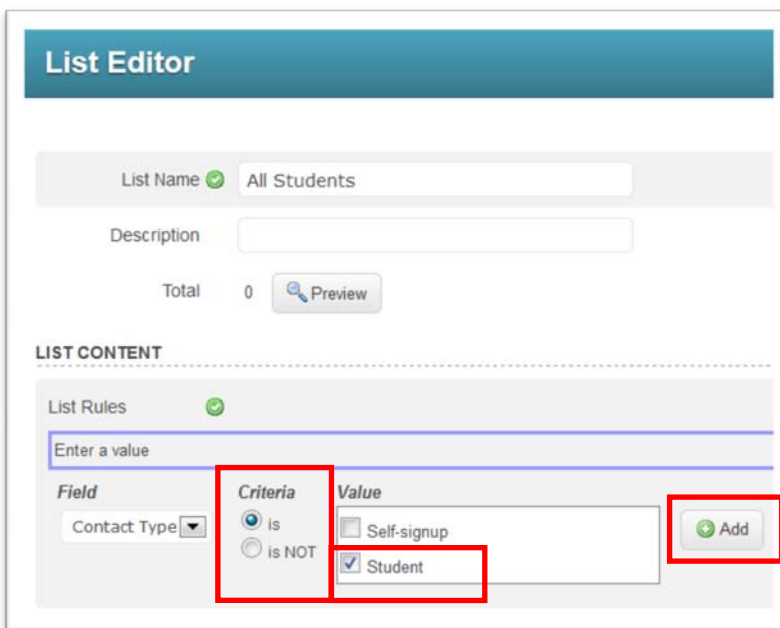 List Editor
List Name All Students
Description
Total 0 Preview
LIST CONTENT
List Rules
Enter a value
Field Criteria Value
Contact Type is Self-signup Add
is NOT Student